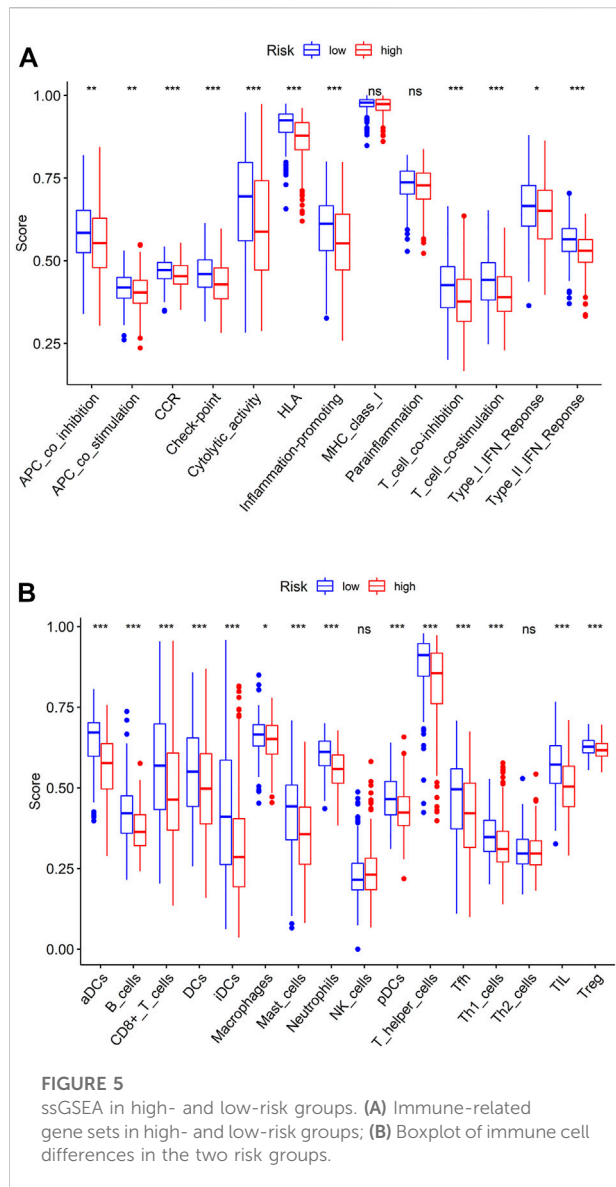 A
Risk low high
** ** *** *** *** *** *** ns ns *** *** * ***
1.00
0.75
0.50
0.25
Score
APC_co_inhibition
APC_co_stimulation
CCR
Check-point
Cytolytic_activity
HLA
Inflammation-promoting
MHC_class_I
Parainflammation
T_cell_co-inhibition
T_cell_co-stimulation
Type_I_IFN_Reponse
Type_II_IFN_Reponse
B
Risk low high
*** *** *** *** *** * *** *** ns *** *** *** *** ns *** ***
1.00
0.75
0.50
0.25
0.00
Score
aDCs
B_cells
CD8+_T_cells
DCs
iDCs
Macrophages
Mast_cells
Neutrophils
NK_cells
pDCs
T_helper_cells
Tfh
Th1_cells
Th2_cells
TIL
Treg
FIGURE 5
ssGSEA in high- and low-risk groups. (A) Immune-related
gene sets in high- and low-risk groups; (B) Boxplot of immune cell
differences in the two risk groups.